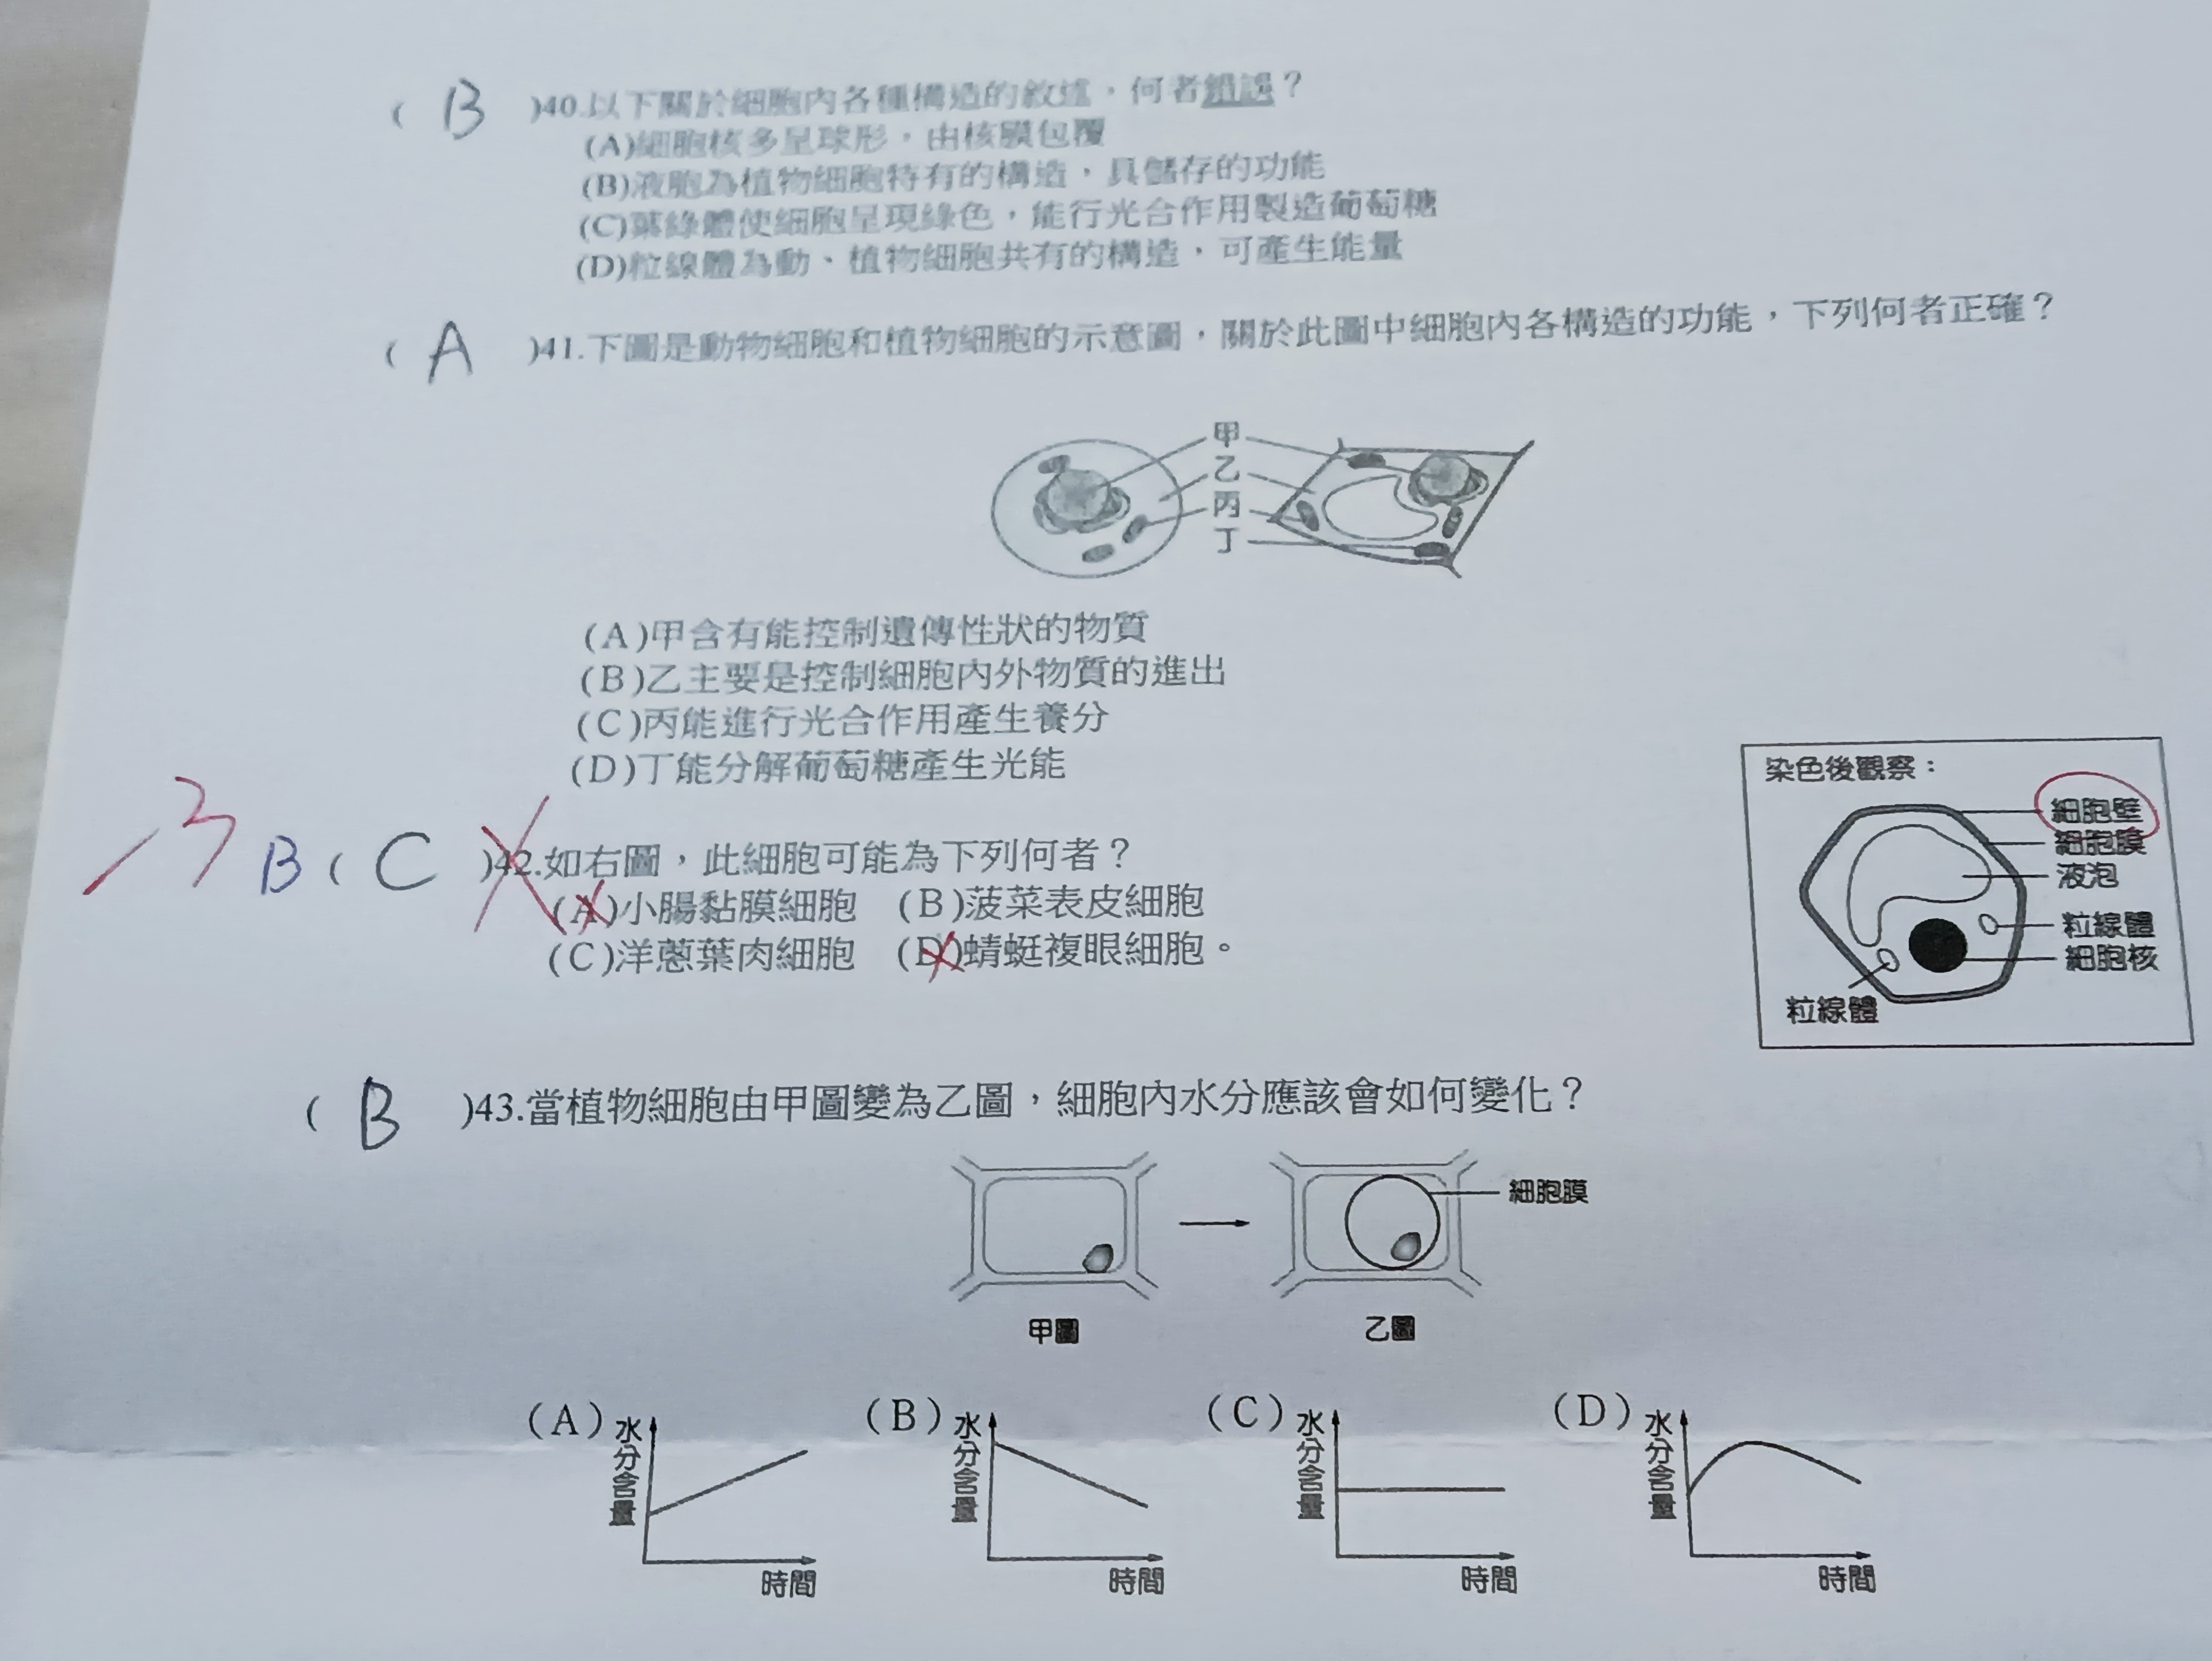 ( B )40.以下關於細胞內各種構造的敘述，何者錯誤？
(A)細胞核多呈球形，由核膜包覆
(B)液胞為植物細胞特有的構造，具儲存的功能
(C)葉綠體使細胞呈現綠色，能行光合作用製造葡萄糖
(D)粒線體為動、植物細胞共有的構造，可產生能量
( A )41.下圖是動物細胞和植物細胞的示意圖，關於此圖中細胞內各構造的功能，下列何者正確？
甲
乙
丙
丁
(A)甲含有能控制遺傳性狀的物質
(B)乙主要是控制細胞內外物質的進出
(C)丙能進行光合作用產生養分
(D)丁能分解葡萄糖產生光能
B ( C )42.如右圖，此細胞可能為下列何者？
(A)小腸黏膜細胞 (B)菠菜表皮細胞
(C)洋蔥葉肉細胞 (D)蜻蜓複眼細胞。
染色後觀察：
細胞壁
細胞膜
液泡
粒線體
細胞核
粒線體
( B )43.當植物細胞由甲圖變為乙圖，細胞內水分應該會如何變化？
細胞膜
甲圖 乙圖
(A) (B) (C) (D)
水分含量 水分含量 水分含量 水分含量
時間 時間 時間 時間